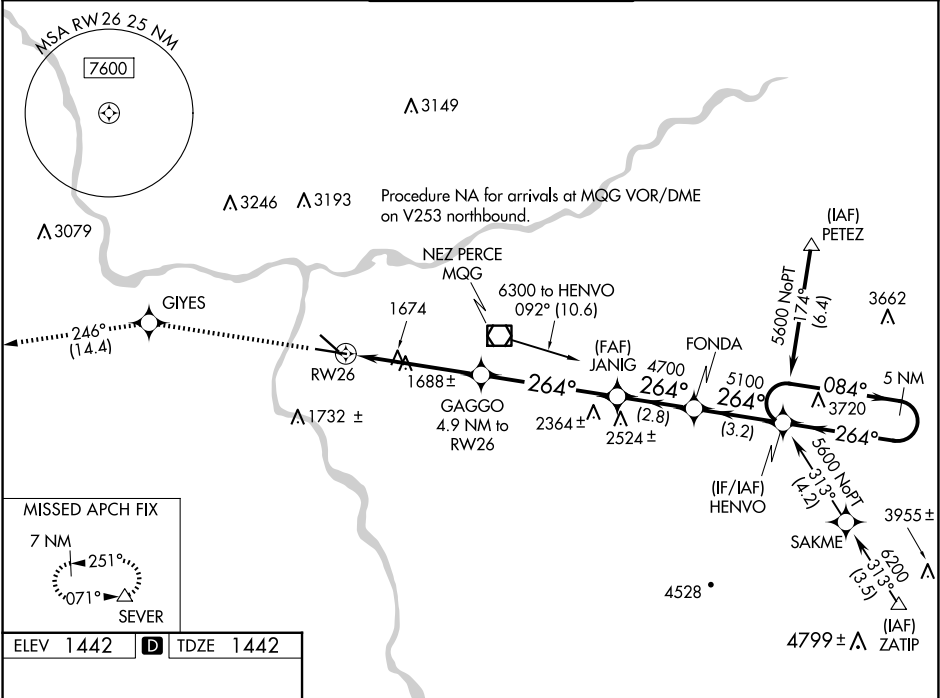 MSA RW26 25 NM
7600
3149
3246
3193
3079
Procedure NA for arrivals at MQG VOR/DME
on V253 northbound.
(IAF)
PETEZ
NEZ PERCE
MQG
6300 to HENVO
092° (10.6)
5600 NoPT
174°
(6.4)
3662
GIYES
246°
(14.4)
1674
RW26
1688±
(FAF)
JANIG
4700
FONDA
5100
084°
5 NM
3720
264°
264°
264°
264°
(2.8)
(3.2)
GAGGO
4.9 NM to
RW26
2364±
2524±
1732 ±
(IF/IAF)
HENVO
5600 NoPT
313°
(4.2)
SAKME
3955±
6200
313°
(3.5)
4528
(IAF)
ZATIP
4799±
MISSED APCH FIX
7 NM
251°
071°
SEVER
ELEV 1442 D TDZE 1442